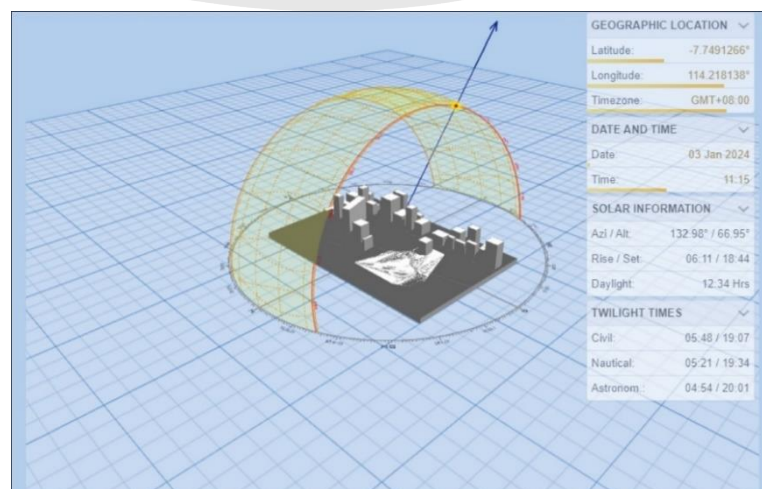 GEOGRAPHIC LOCATION
Latitude: -7.7491266°
Longitude: 114.218138°
Timezone: GMT+08:00
DATE AND TIME
Date: 03 Jan 2024
Time: 11:15
SOLAR INFORMATION
Azi / Alt: 132.98° / 66.95°
Rise / Set: 06:11 / 18:44
Daylight: 12.34 Hrs
TWILIGHT TIMES
Civil: 05:48 / 19:07
Nautical: 05:21 / 19:34
Astronom.: 04:54 / 20:01